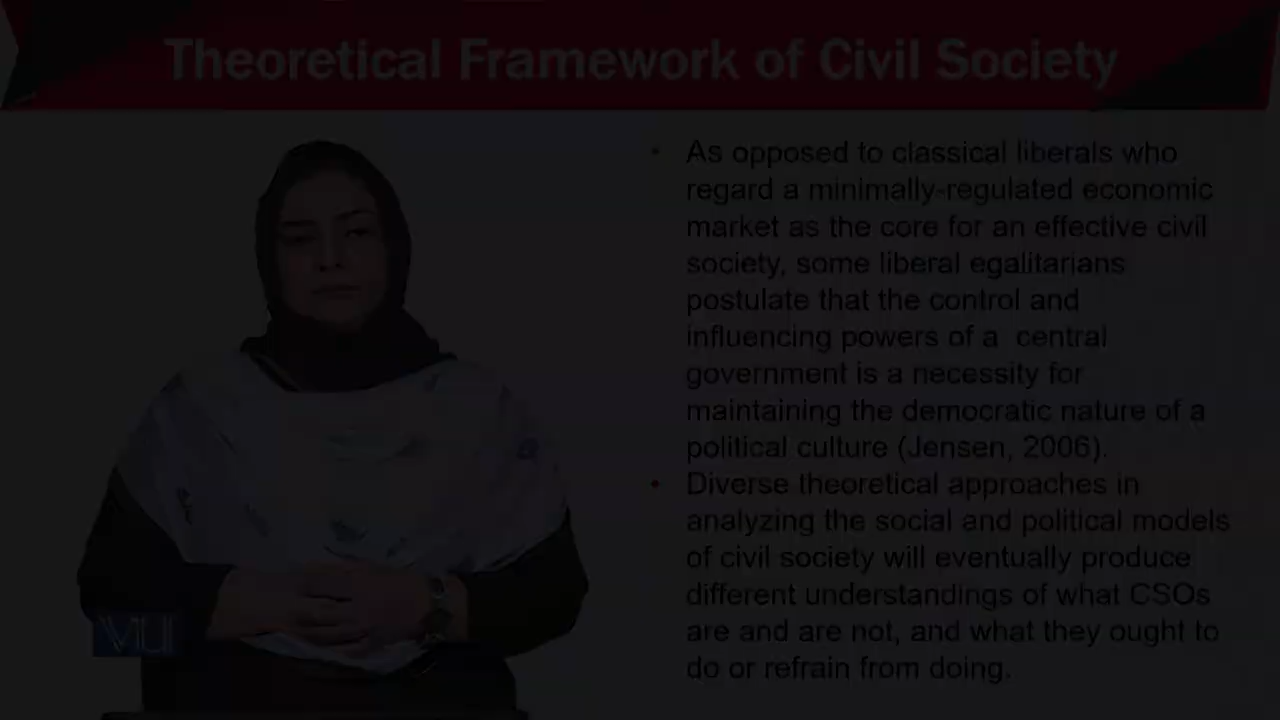 Theoretical Framework of Civil Society
• As opposed to classical liberals who
regard a minimally-regulated economic
market as the core for an effective civil
society, some liberal egalitarians
postulate that the control and
influencing powers of a central
government is a necessity for
maintaining the democratic nature of a
political culture (Jensen, 2006).
• Diverse theoretical approaches in
analyzing the social and political models
of civil society will eventually produce
different understandings of what CSOs
are and are not, and what they ought to
do or refrain from doing.
VU